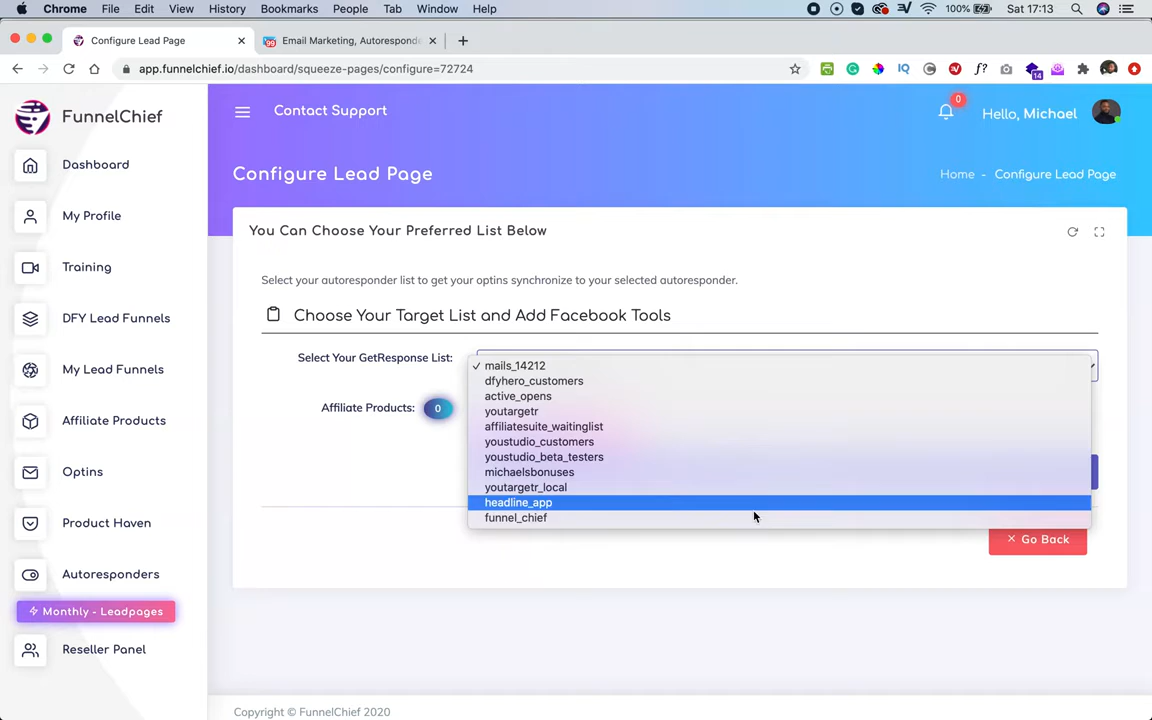 Chrome File Edit View History Bookmarks People Tab Window Help 100% Sat 17:13
Configure Lead Page Email Marketing, Autoresponde
app.funnelchief.io/dashboard/squeeze-pages/configure=72724
FunnelChief
Contact Support
0
Hello, Michael
Dashboard
My Profile
Training
DFY Lead Funnels
My Lead Funnels
Affiliate Products
Optins
Product Haven
Autoresponders
Monthly - Leadpages
Reseller Panel
Configure Lead Page
Home - Configure Lead Page
You Can Choose Your Preferred List Below
Select your autoresponder list to get your optins synchronize to your selected autoresponder.
Choose Your Target List and Add Facebook Tools
Select Your GetResponse List:
✓ mails_14212
dfyhero_customers
active_opens
youtargetr
affiliatesuite_waitinglist
youstudio_customers
youstudio_beta_testers
michaelsbonuses
youtargetr_local
headline_app
funnel_chief
Affiliate Products: 0
× Go Back
Copyright © FunnelChief 2020